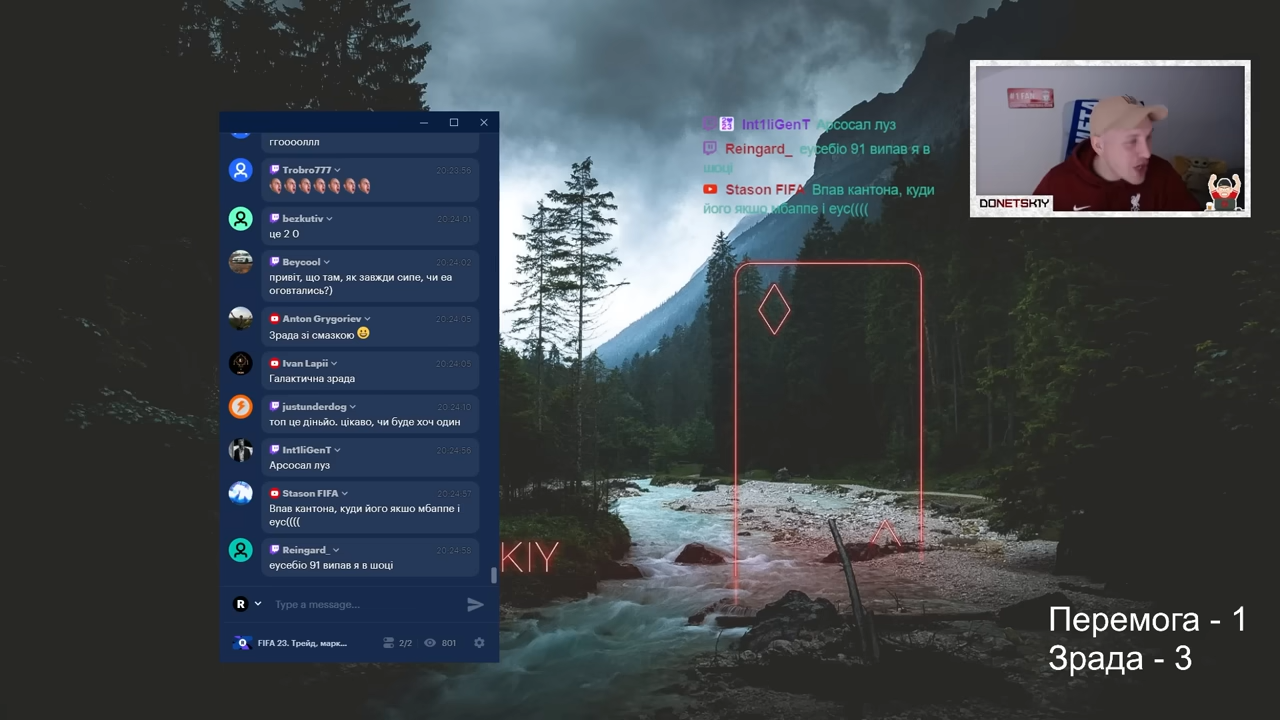 ггоооолл
Trobro777
20:23:56
bezkutiv
20:24:01
це 2 0
Beycool
20:24:02
привіт, що там, як завжди сипе, чи еа
оговтались?)
Anton Grygoriev
20:24:05
Зрада зі смазкою
Ivan Lapii
20:24:05
Галактична зрада
justunderdog
20:24:10
топ це діньйо. цікаво, чи буде хоч один
Int1liGenT
20:24:56
Арсосал луз
Stason FIFA
20:24:57
Впав кантона, куди його якшо мбаппе і
еус((((
Reingard_
20:24:58
еусебіо 91 випав я в шоці
R
Type a message...
FIFA 23. Трейд, марк...
2/2
801
KIY
Int1liGenT Арсосал луз
Reingard_ еусебіо 91 випав я в
шоці
Stason FIFA Впав кантона, куди
його якшо мбаппе і еус((((
DONETSKIY
Перемога - 1
Зрада - 3